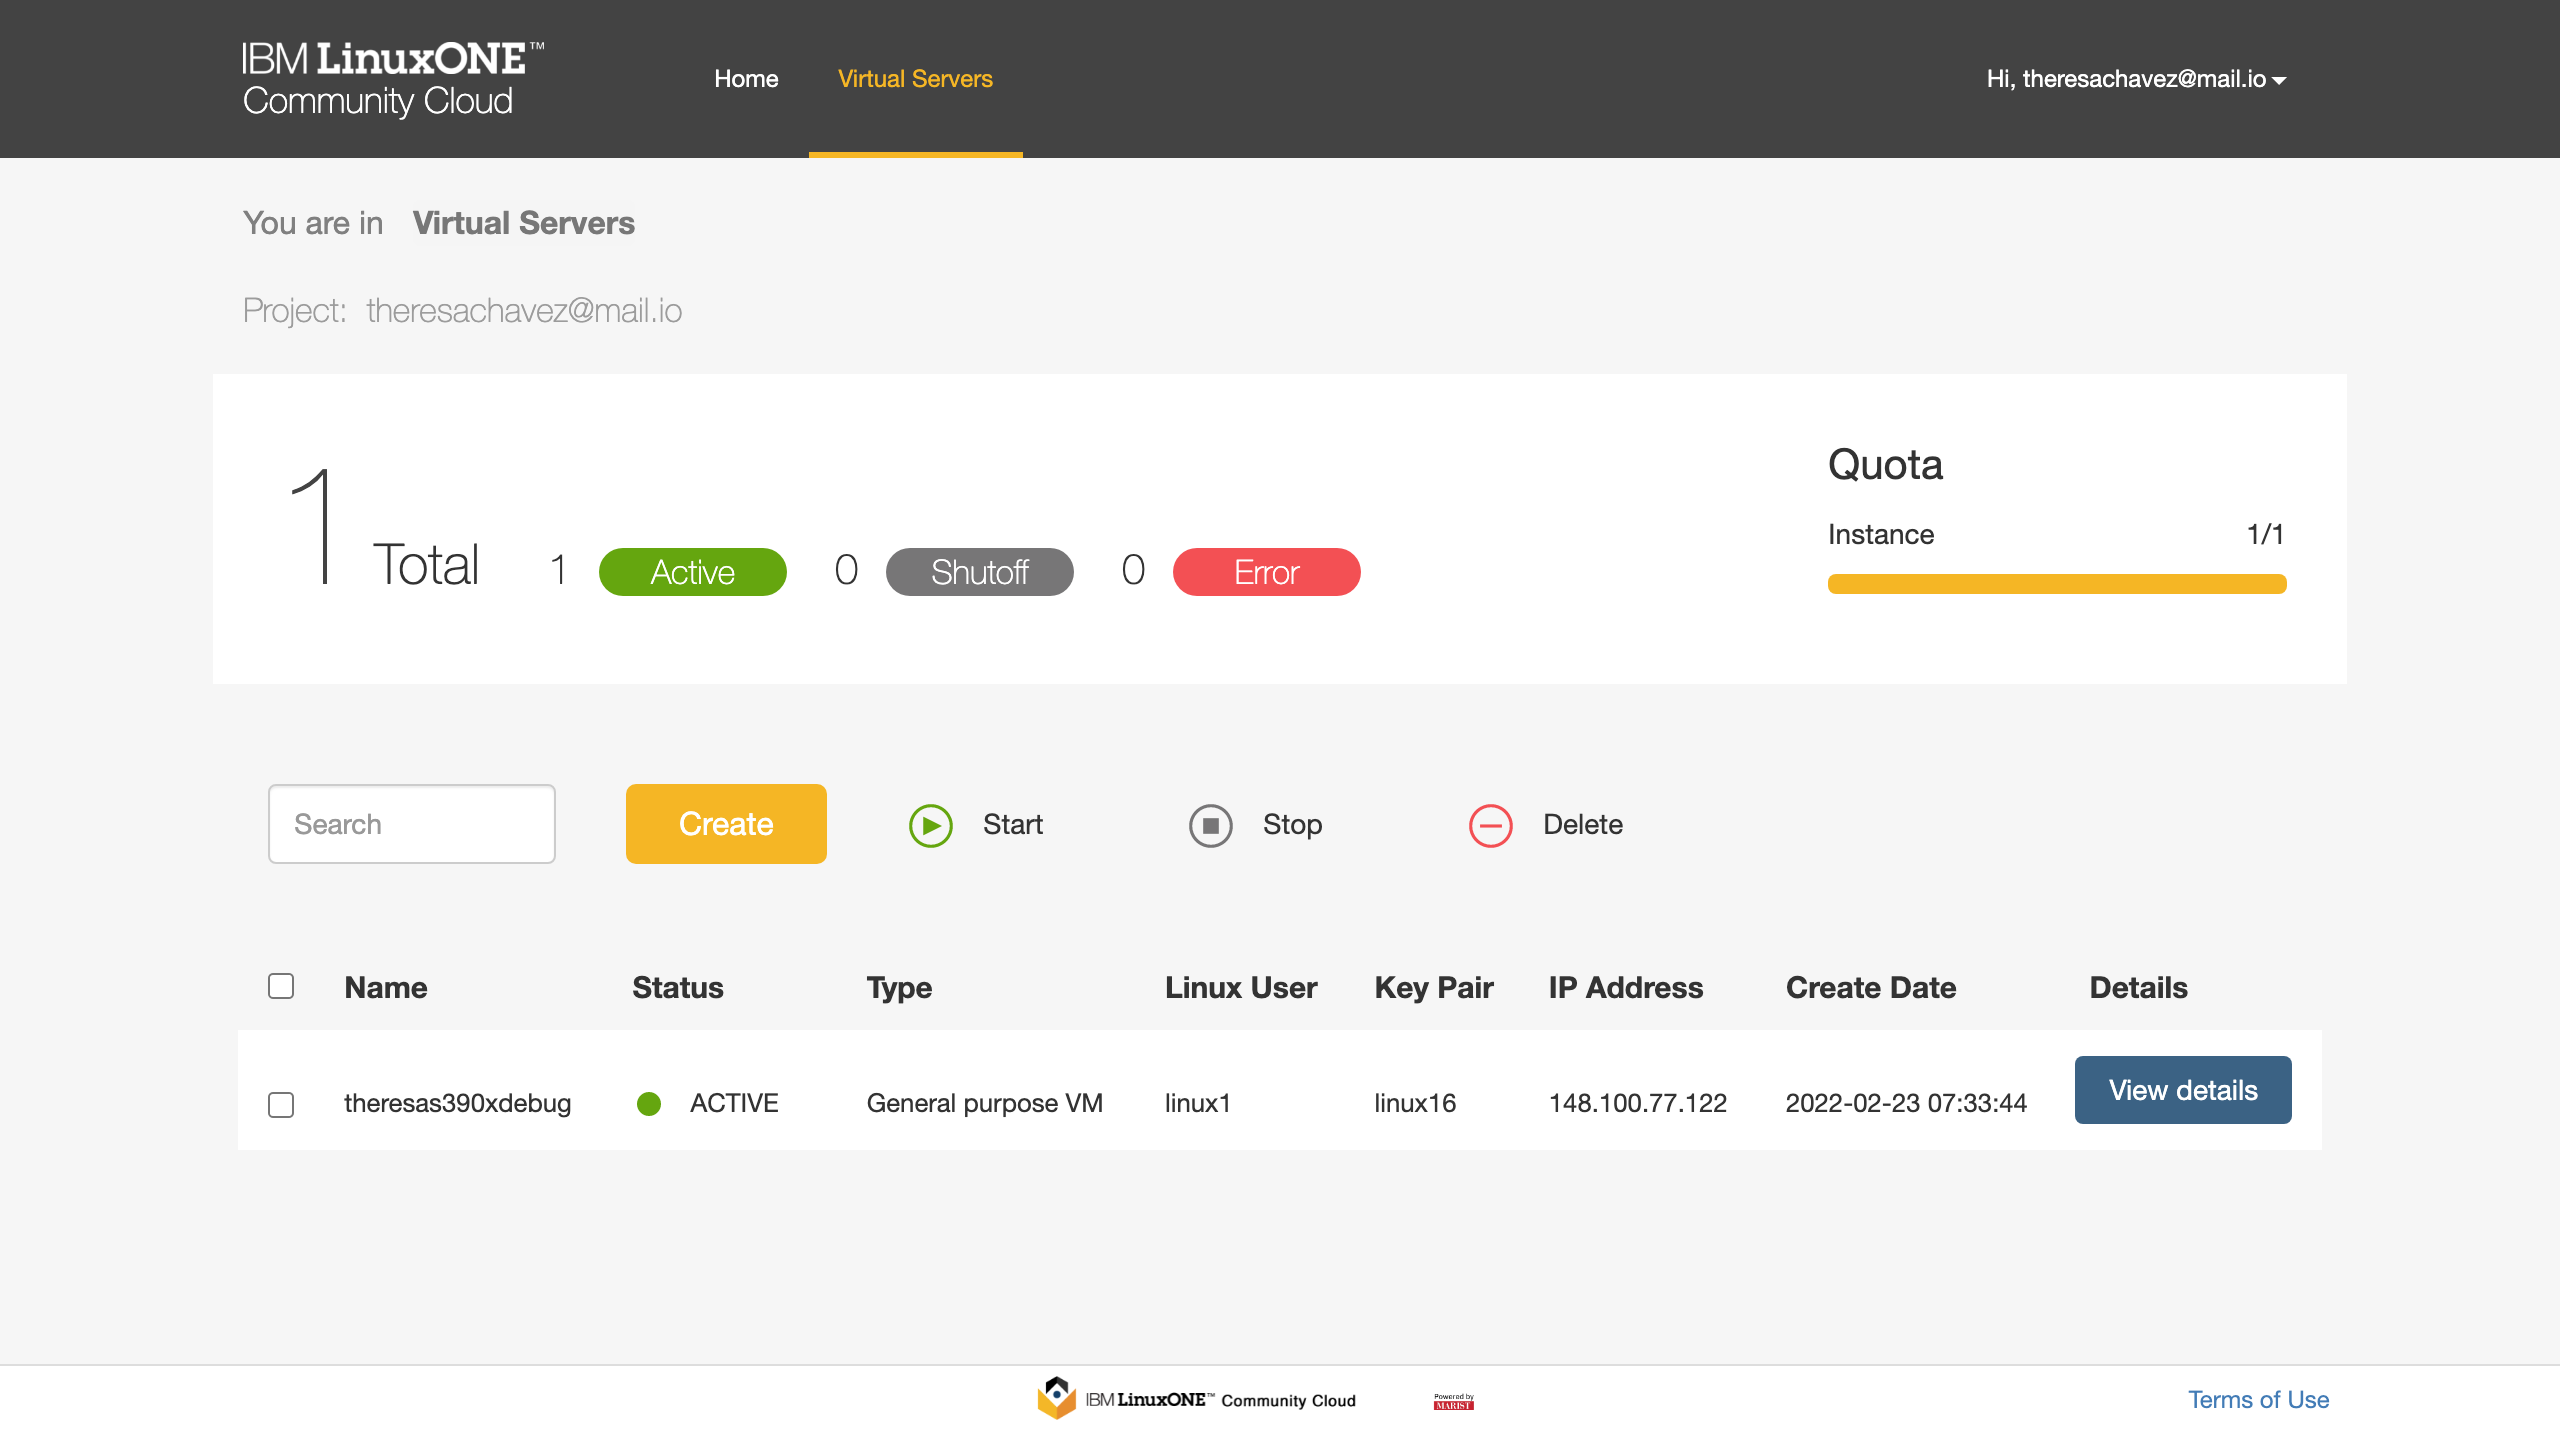 IBM LinuxONE™
Community Cloud
Home
Virtual Servers
Hi, theresachavez@mail.io
You are in Virtual Servers
Project: theresachavez@mail.io
1 Total
1 Active
0 Shutoff
0 Error
Quota
Instance 1/1
Search
Create
Start
Stop
Delete
Name Status Type Linux User Key Pair IP Address Create Date Details
theresas390xdebug ACTIVE General purpose VM linux1 linux16 148.100.77.122 2022-02-23 07:33:44 View details
IBM LinuxONE™ Community Cloud
Powered by
MARIST
Terms of Use